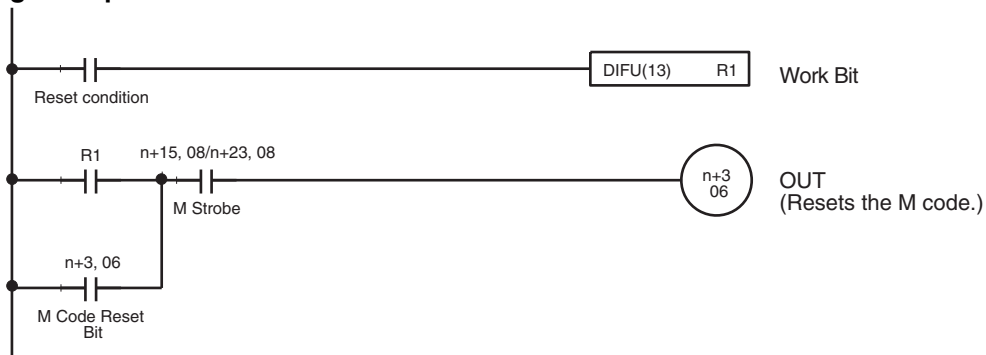 DIFU(13) R1
Work Bit
Reset condition
R1
n+15, 08/n+23, 08
M Strobe
n+3
06
OUT
(Resets the M code.)
n+3, 06
M Code Reset
Bit